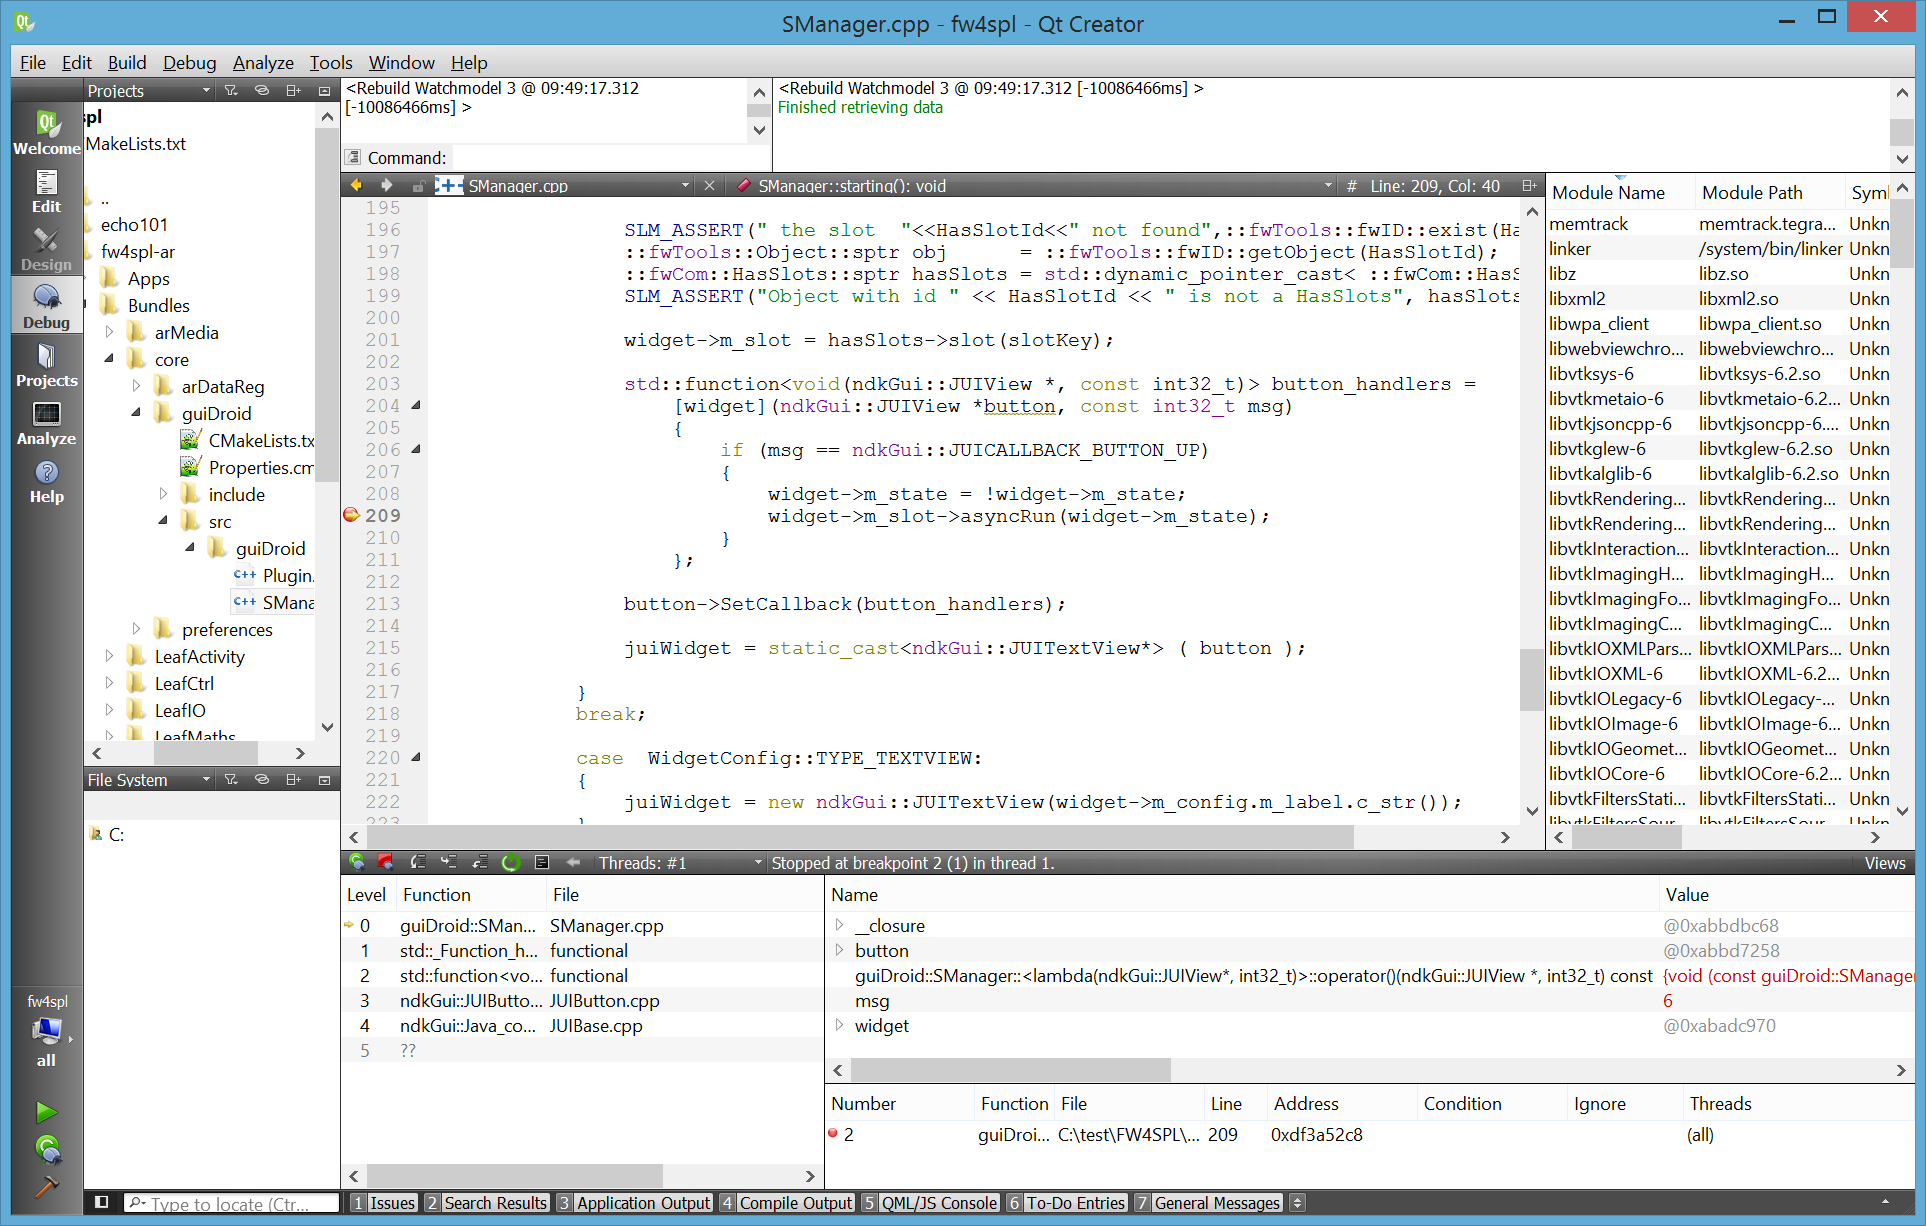 SManager.cpp - fw4spl - Qt Creator
File Edit Build Debug Analyze Tools Window Help
Projects
<Rebuild Watchmodel 3 @ 09:49:17.312
[-10086466ms] >
Command:
<Rebuild Watchmodel 3 @ 09:49:17.312 [-10086466ms] >
Finished retrieving data
Welcome
Edit
Design
Debug
Projects
Analyze
Help
fw4spl
all
spl
MakeLists.txt
..
echo101
fw4spl-ar
Apps
Bundles
arMedia
core
arDataReg
guiDroid
CMakeLists.tx
Properties.cm
include
src
guiDroid
Plugin.
SMana
preferences
LeafActivity
LeafCtrl
LeafIO
LeafMaths
File System
C:
SManager.cpp SManager::starting(): void # Line: 209, Col: 40
195
196 SLM_ASSERT(" the slot  "<<HasSlotId<<" not found",::fwTools::fwID::exist(Ha
197 ::fwTools::Object::sptr obj      = ::fwTools::fwID::getObject(HasSlotId);
198 ::fwCom::HasSlots::sptr hasSlots = std::dynamic_pointer_cast< ::fwCom::HasS
199 SLM_ASSERT("Object with id " << HasSlotId << " is not a HasSlots", hasSlots
200
201 widget->m_slot = hasSlots->slot(slotKey);
202
203 std::function<void(ndkGui::JUIView *, const int32_t)> button_handlers =
204 [widget](ndkGui::JUIView *button, const int32_t msg)
205 {
206 if (msg == ndkGui::JUICALLBACK_BUTTON_UP)
207 {
208 widget->m_state = !widget->m_state;
209 widget->m_slot->asyncRun(widget->m_state);
210 }
211 };
212
213 button->SetCallback(button_handlers);
214
215 juiWidget = static_cast<ndkGui::JUITextView*> ( button );
216
217 }
218 break;
219
220 case  WidgetConfig::TYPE_TEXTVIEW:
221 {
222 juiWidget = new ndkGui::JUITextView(widget->m_config.m_label.c_str());
223 }
Module Name Module Path Syml
memtrack memtrack.tegra... Unkn
linker /system/bin/linker Unkn
libz libz.so Unkn
libxml2 libxml2.so Unkn
libwpa_client libwpa_client.so Unkn
libwebviewchro... libwebviewchro... Unkn
libvtksys-6 libvtksys-6.2.so Unkn
libvtkmetaio-6 libvtkmetaio-6.2... Unkn
libvtkjsoncpp-6 libvtkjsoncpp-6.... Unkn
libvtkglew-6 libvtkglew-6.2.so Unkn
libvtkalglib-6 libvtkalglib-6.2.so Unkn
libvtkRendering... libvtkRendering... Unkn
libvtkRendering... libvtkRendering... Unkn
libvtkInteraction... libvtkInteraction... Unkn
libvtkImagingH... libvtkImagingH... Unkn
libvtkImagingFo... libvtkImagingFo... Unkn
libvtkImagingC... libvtkImagingC... Unkn
libvtkIOXMLPars... libvtkIOXMLPars... Unkn
libvtkIOXML-6 libvtkIOXML-6.2... Unkn
libvtkIOLegacy-6 libvtkIOLegacy-... Unkn
libvtkIOImage-6 libvtkIOImage-6... Unkn
libvtkIOGeomet... libvtkIOGeomet... Unkn
libvtkIOCore-6 libvtkIOCore-6.2... Unkn
libvtkFiltersStati... libvtkFiltersStati... Unkn
libvtkFiltersSour... libvtkFiltersSour... Unkn
Threads: #1 Stopped at breakpoint 2 (1) in thread 1. Views
Level Function File
0 guiDroid::SMan... SManager.cpp
1 std::_Function_h... functional
2 std::function<vo... functional
3 ndkGui::JUIButto... JUIButton.cpp
4 ndkGui::Java_co... JUIBase.cpp
5 ??
Name Value
__closure @0xabbdbc68
button @0xabbd7258
guiDroid::SManager::<lambda(ndkGui::JUIView*, int32_t)>::operator()(ndkGui::JUIView *, int32_t) const {void (const guiDroid::SManager
msg 6
widget @0xabadc970
Number Function File Line Address Condition Ignore Threads
2 guiDroi... C:\test\FW4SPL\... 209 0xdf3a52c8 (all)
Type to locate (Ctr... 1 Issues 2 Search Results 3 Application Output 4 Compile Output 5 QML/JS Console 6 To-Do Entries 7 General Messages